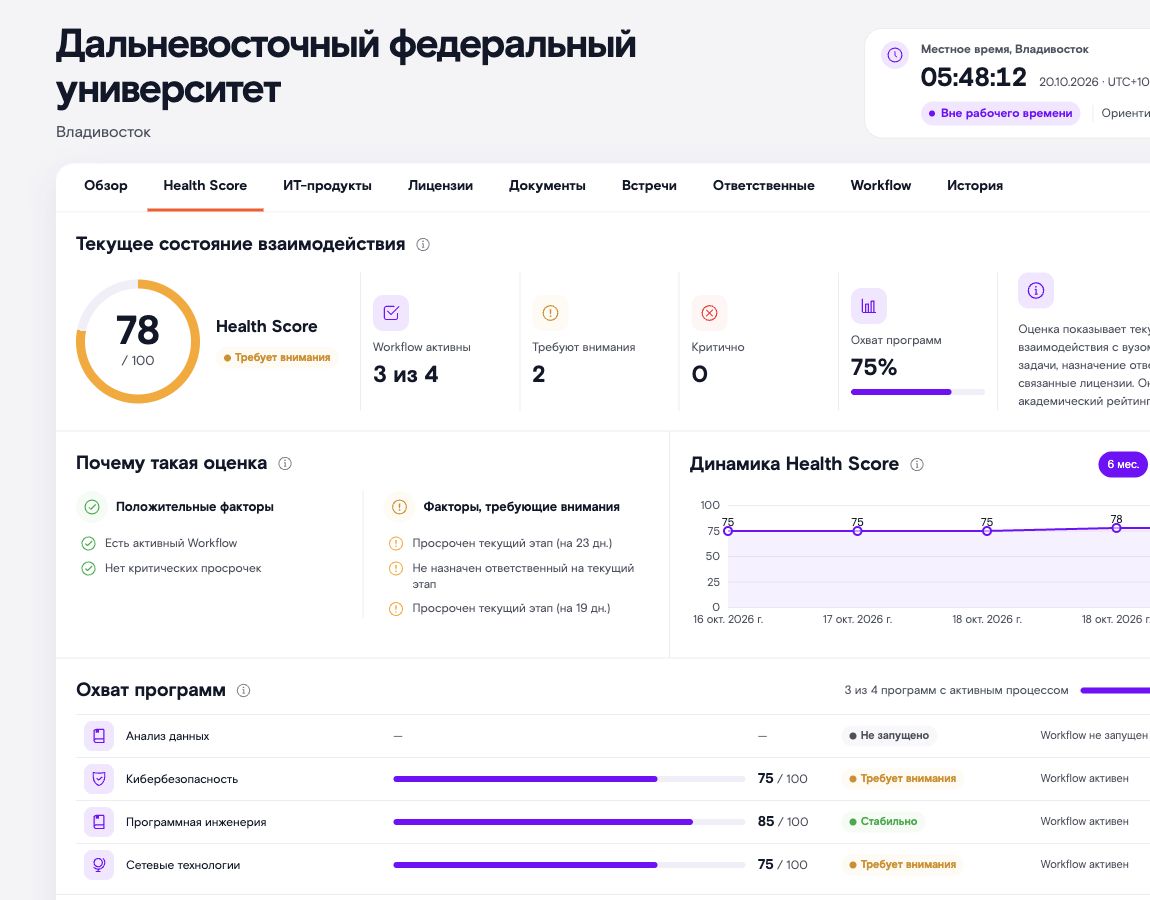 Дальневосточный федеральный
университет
Владивосток
Местное время, Владивосток
05:48:12 20.10.2026 · UTC+10
Вне рабочего времени
Обзор Health Score ИТ-продукты Лицензии Документы Встречи Ответственные Workflow История
Текущее состояние взаимодействия
78
/ 100
Health Score
Требует внимания
Workflow активны
3 из 4
Требуют внимания
2
Критично
0
Охват программ
75%
Оценка показывает
взаимодействия с
задачи, назначение
связанные лицензии.
академический
Почему такая оценка
Положительные факторы
Есть активный Workflow
Нет критических просрочек
Факторы, требующие внимания
Просрочен текущий этап (на 23 дн.)
Не назначен ответственный на текущий
этап
Просрочен текущий этап (на 19 дн.)
Динамика Health Score
6 мес.
100
75
50
25
0
75 75 75 78
16 окт. 2026 г. 17 окт. 2026 г. 18 окт. 2026 г. 18 окт. 2026 г.
Охват программ
3 из 4 программ с активным процессом
Анализ данных — — Не запущено Workflow не запущен
Кибербезопасность 75 / 100 Требует внимания Workflow активен
Программная инженерия 85 / 100 Стабильно Workflow активен
Сетевые технологии 75 / 100 Требует внимания Workflow активен